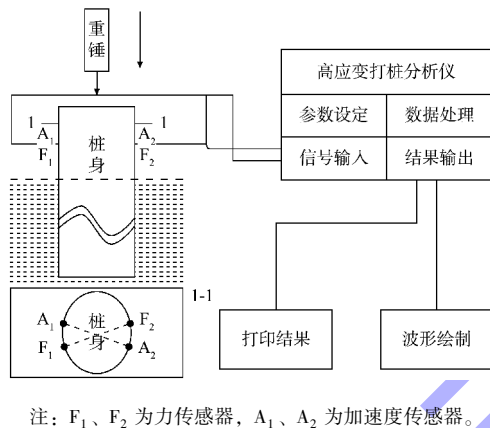 重
锤
高应变打桩分析仪
参数设定 数据处理
信号输入 结果输出
1 1
A₁ A₂
F₁ F₂
桩
身
1-1
A₁ F₂
桩
身
F₁ A₂
打印结果 波形绘制
注：F₁、F₂ 为力传感器，A₁、A₂ 为加速度传感器。